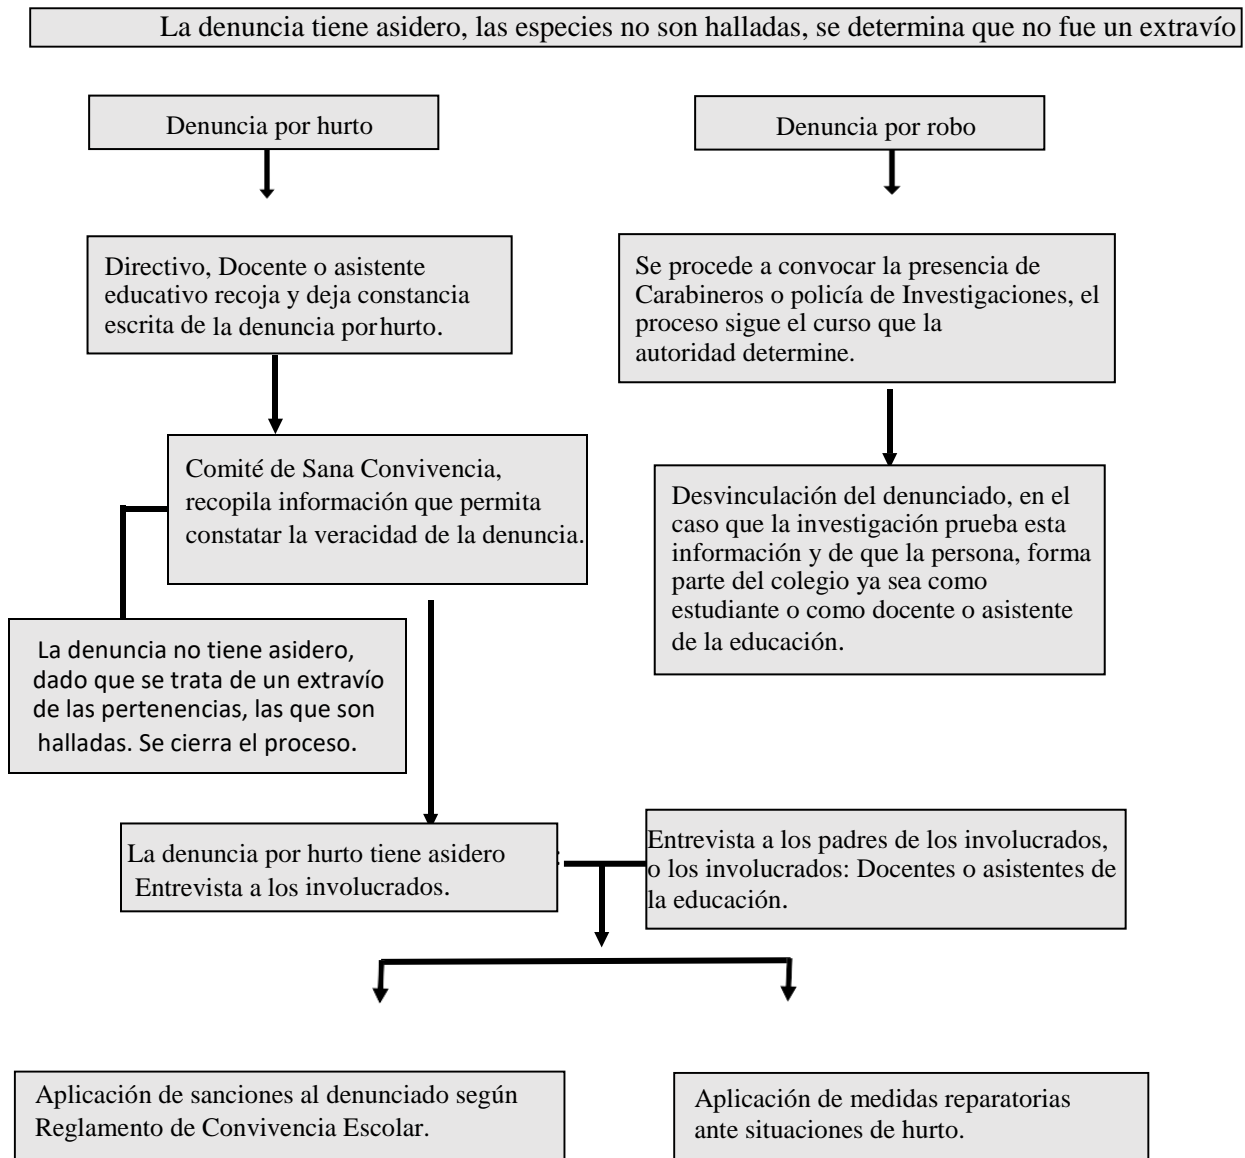 La denuncia tiene asidero, las especies no son halladas, se determina que no fue un extravío
Denuncia por hurto
Denuncia por robo
Directivo, Docente o asistente
educativo recoja y deja constancia
escrita de la denuncia porhurto.
Se procede a convocar la presencia de
Carabineros o policía de Investigaciones, el
proceso sigue el curso que la
autoridad determine.
Comité de Sana Convivencia,
recopila información que permita
constatar la veracidad de la denuncia.
Desvinculación del denunciado, en el
caso que la investigación prueba esta
información y de que la persona, forma
parte del colegio ya sea como
estudiante o como docente o asistente
de la educación.
La denuncia no tiene asidero,
dado que se trata de un extravío
de las pertenencias, las que son
halladas. Se cierra el proceso.
La denuncia por hurto tiene asidero
Entrevista a los involucrados.
Entrevista a los padres de los involucrados,
o los involucrados: Docentes o asistentes de
la educación.
Aplicación de sanciones al denunciado según
Reglamento de Convivencia Escolar.
Aplicación de medidas reparatorias
ante situaciones de hurto.